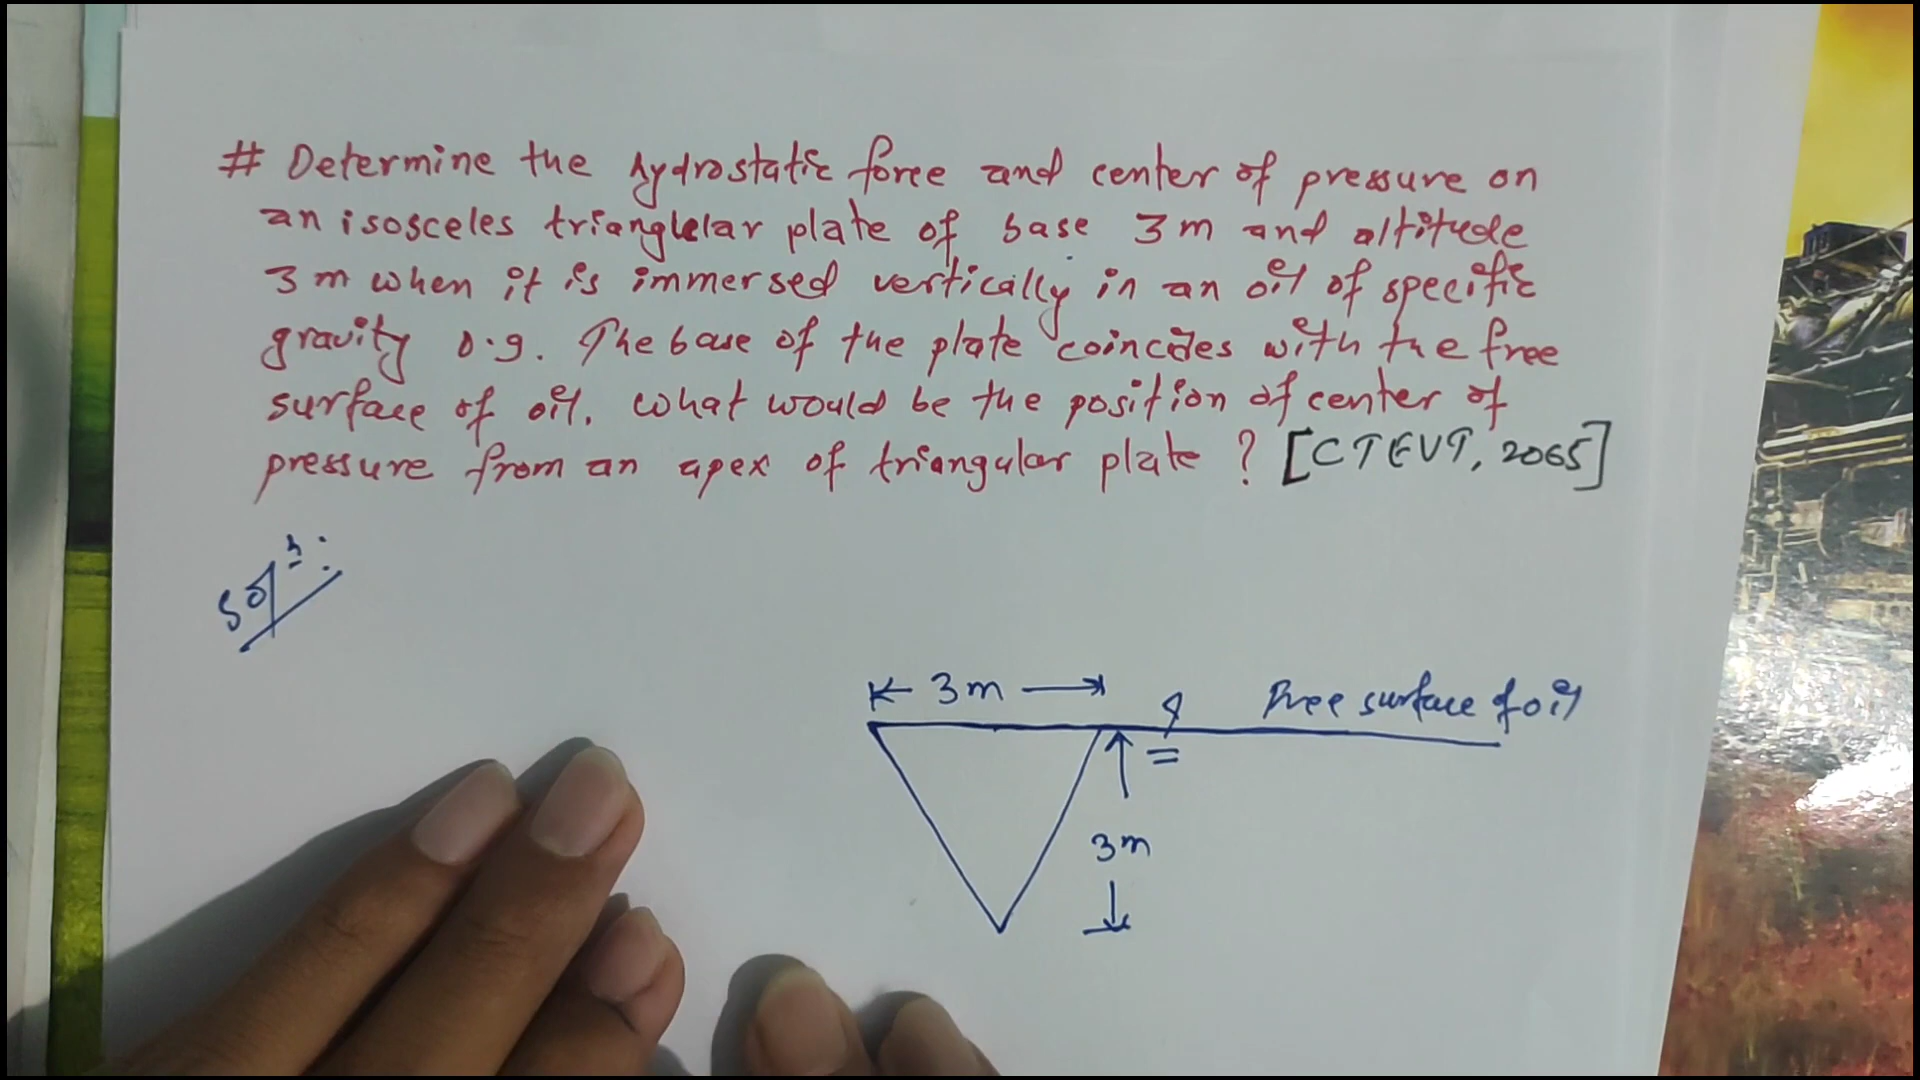 # Determine the hydrostatic force and center of pressure on
an isosceles triangular plate of base 3m and altitude
3m when it is immersed vertically in an oil of specific
gravity 0.9. The base of the plate coincides with the free
surface of oil. What would be the position of center of
pressure from an apex of triangular plate ? [CTEVT, 2065]
Solⁿ:
3m
Free surface of oil
3m